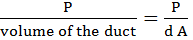 P / volume of the duct = P / d A